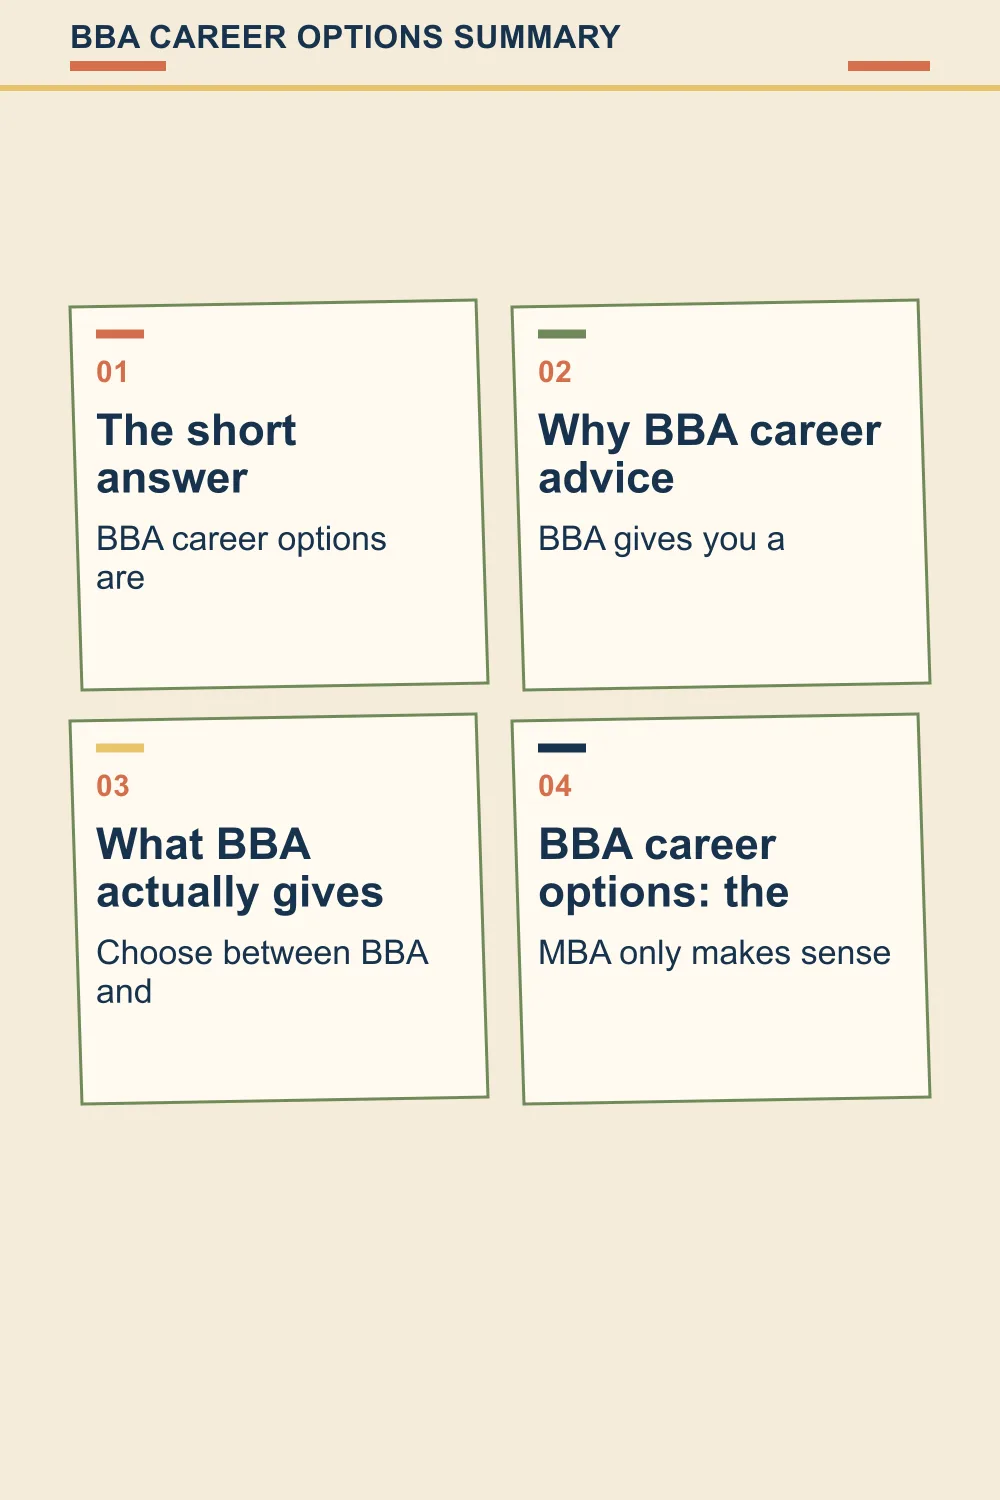 BBA CAREER OPTIONS SUMMARY
01
The short
answer
BBA career options
are
02
Why BBA career
advice
BBA gives you a
03
What BBA
actually gives
Choose between BBA
and
04
BBA career
options: the
MBA only makes sense